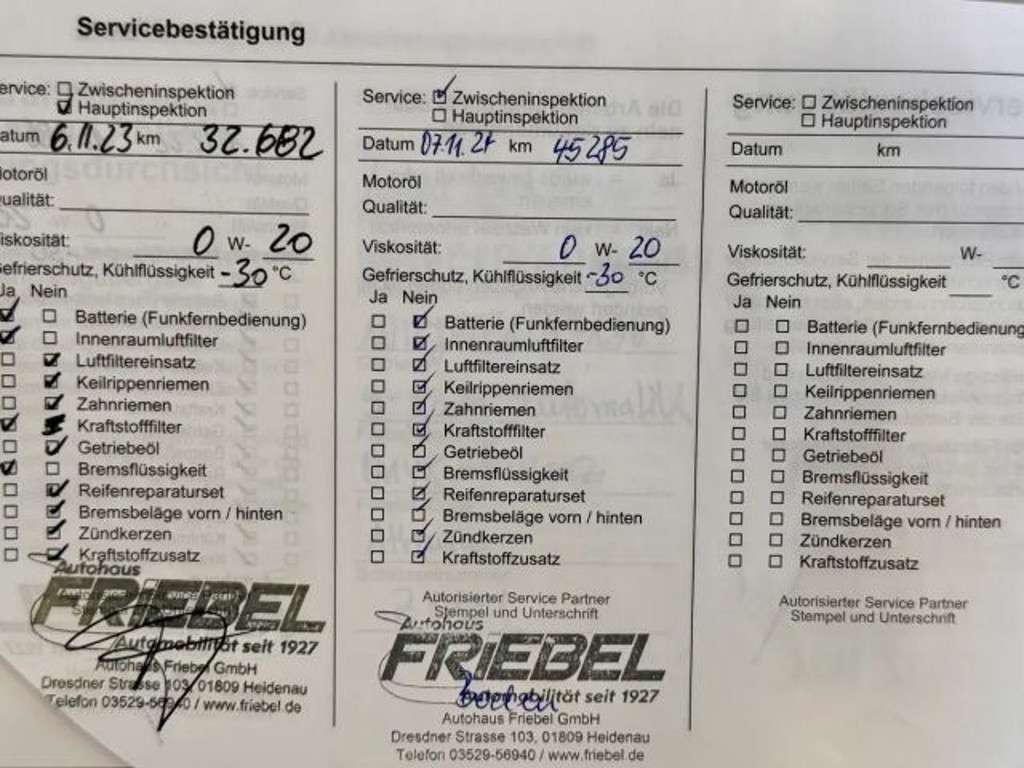 Servicebestätigung
ervice: Zwischeninspektion
Hauptinspektion
atum 6.11.23 km 32.682
otoröl
ualität:
iskosität: 0 W- 20
Gefrierschutz, Kühlflüssigkeit -30 °C
Ja Nein
Batterie (Funkfernbedienung)
Innenraumluftfilter
Luftfiltereinsatz
Keilrippenriemen
Zahnriemen
Kraftstofffilter
Getriebeöl
Bremsflüssigkeit
Reifenreparaturset
Bremsbeläge vorn / hinten
Zündkerzen
Kraftstoffzusatz
Autohaus
FRiEBEL
Automobilität seit 1927
Autohaus Friebel GmbH
Dresdner Strasse 103, 01809 Heidenau
Telefon 03529-56940 / www.friebel.de
Service: Zwischeninspektion
Hauptinspektion
Datum 07.11.24 km 45285
Motoröl
Qualität:
Viskosität: 0 W- 20
Gefrierschutz, Kühlflüssigkeit -30 °C
Ja Nein
Batterie (Funkfernbedienung)
Innenraumluftfilter
Luftfiltereinsatz
Keilrippenriemen
Zahnriemen
Kraftstofffilter
Getriebeöl
Bremsflüssigkeit
Reifenreparaturset
Bremsbeläge vorn / hinten
Zündkerzen
Kraftstoffzusatz
Autorisierter Service Partner
Stempel und Unterschrift
Autohaus
FRiEBEL
Automobilität seit 1927
Autohaus Friebel GmbH
Dresdner Strasse 103, 01809 Heidenau
Telefon 03529-56940 / www.friebel.de
Service: Zwischeninspektion
Hauptinspektion
Datum km
Motoröl
Qualität:
Viskosität: W-
Gefrierschutz, Kühlflüssigkeit °C
Ja Nein
Batterie (Funkfernbedienung
Innenraumluftfilter
Luftfiltereinsatz
Keilrippenriemen
Zahnriemen
Kraftstofffilter
Getriebeöl
Bremsflüssigkeit
Reifenreparaturset
Bremsbeläge vorn / hinten
Zündkerzen
Kraftstoffzusatz
Autorisierter Service Partner
Stempel und Unterschrift